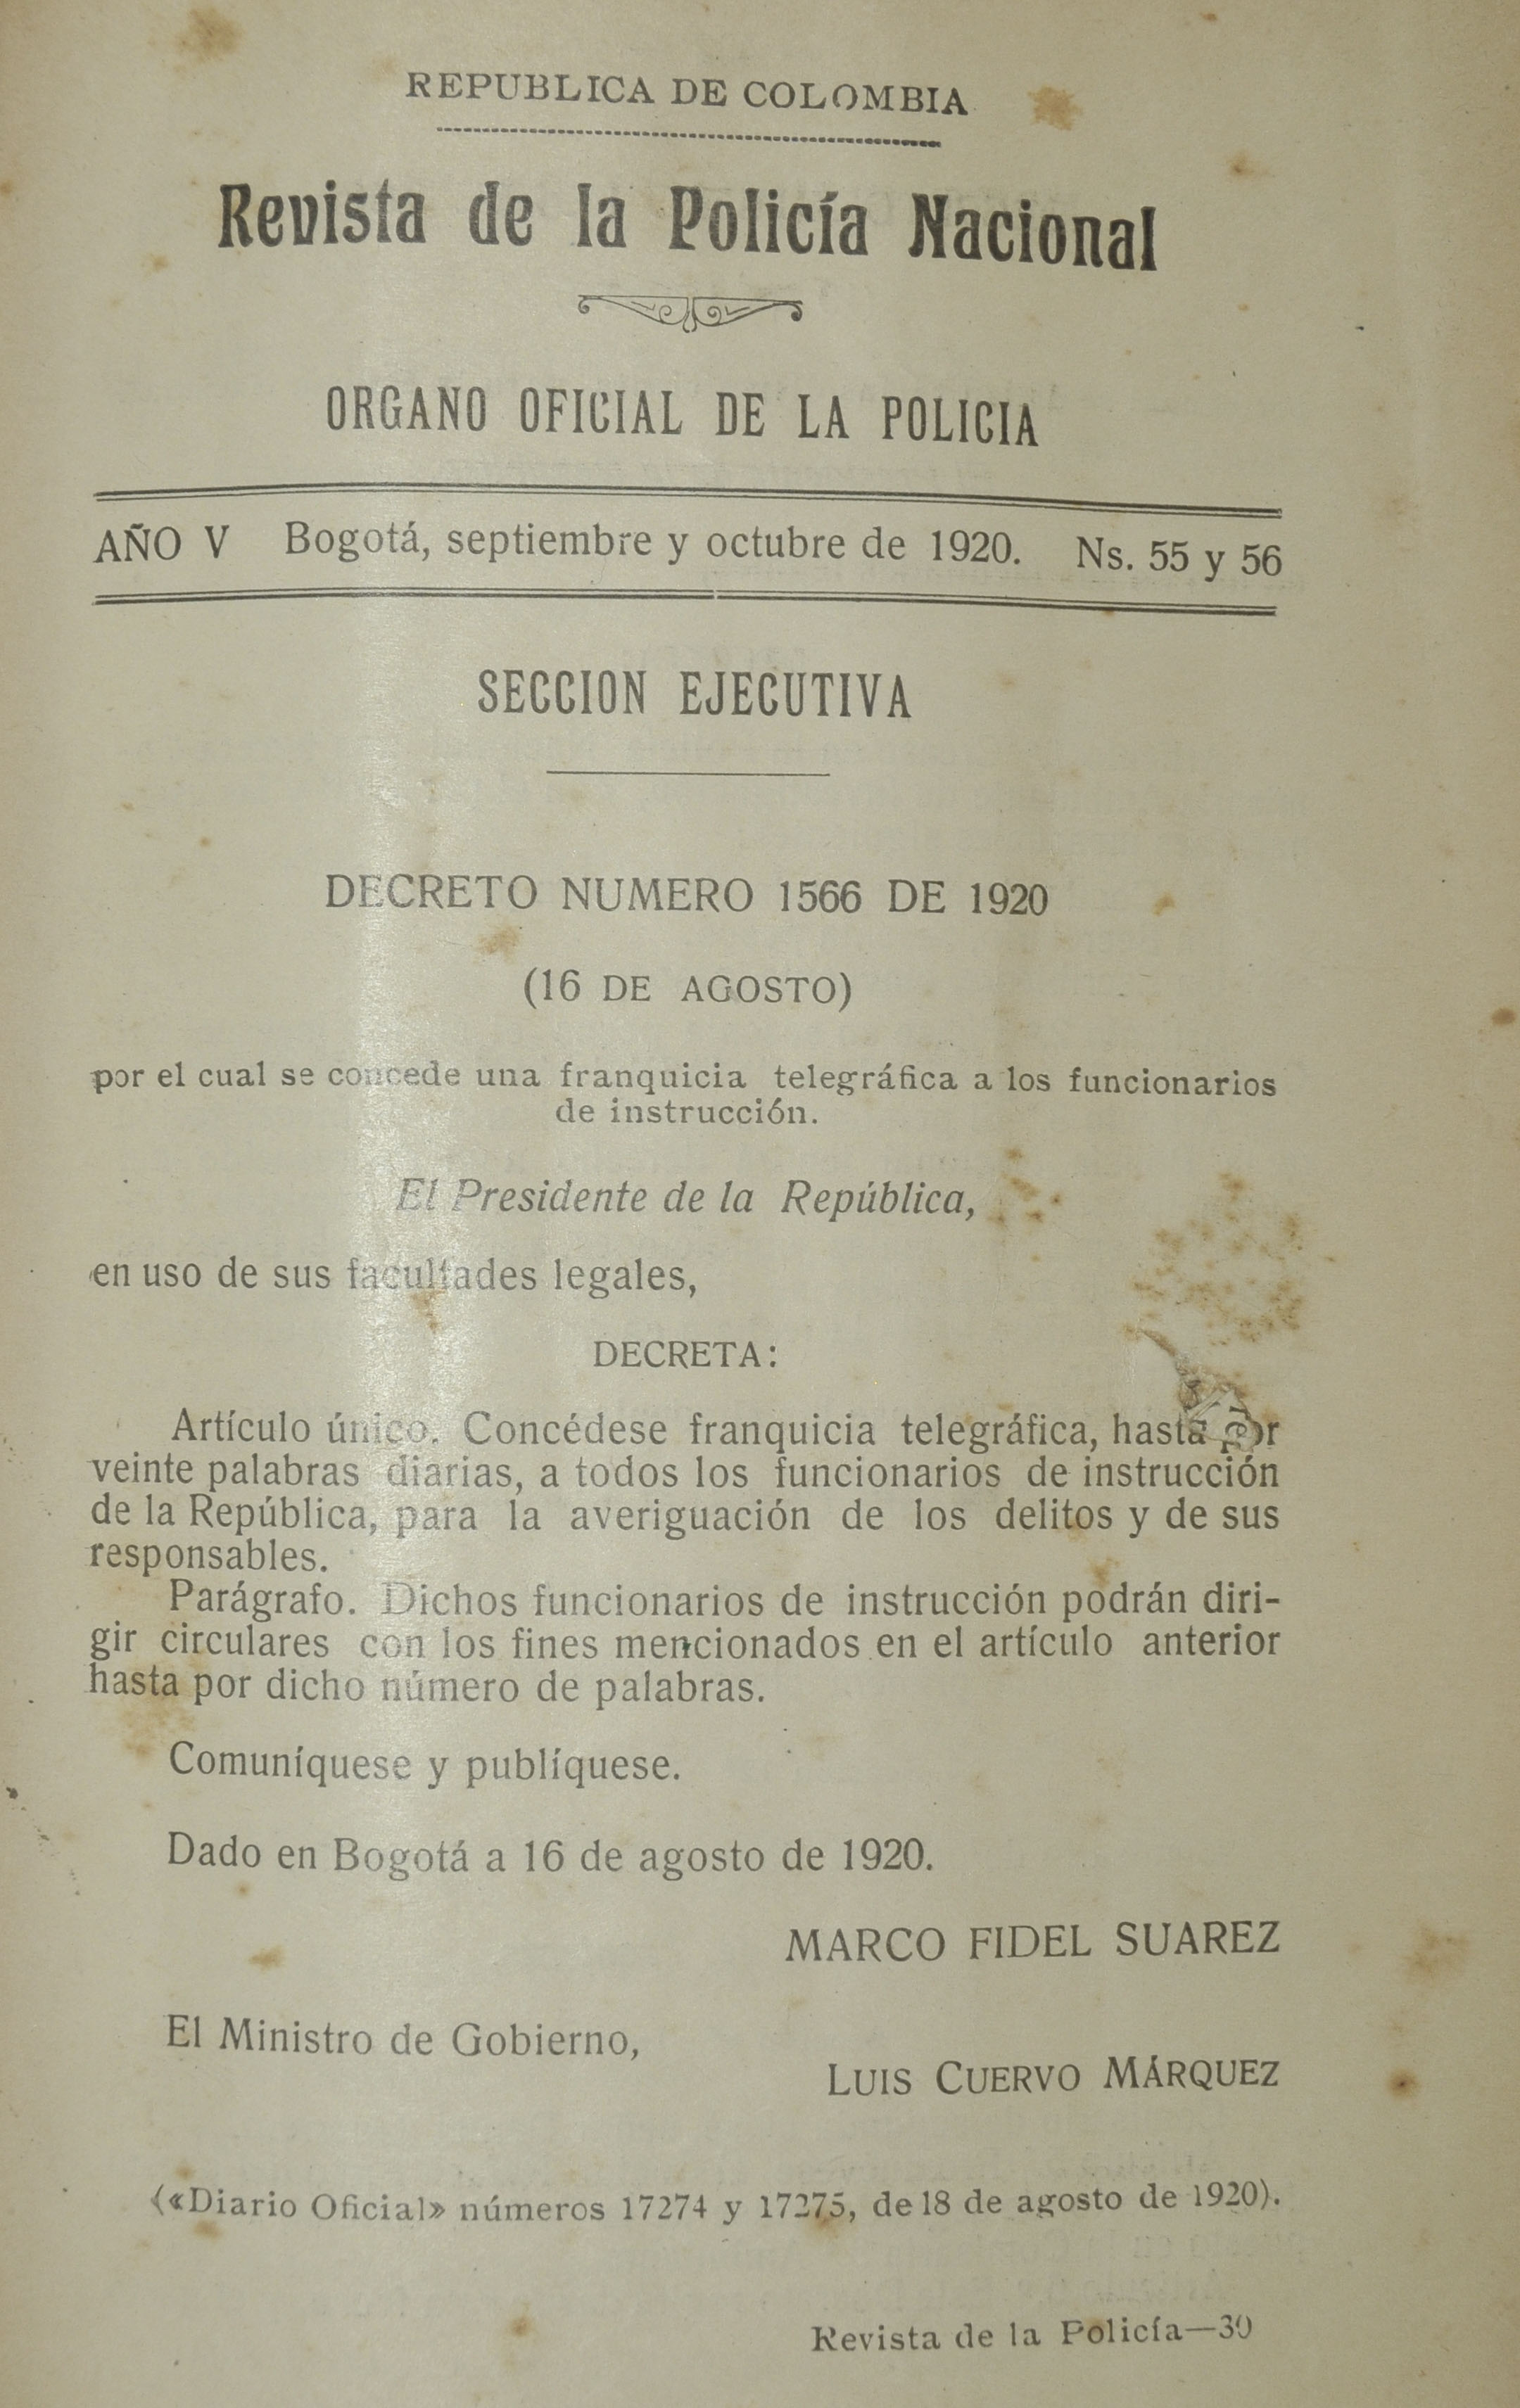 REPUBLICA DE COLOMBIA
Revista de la Policía Nacional
ORGANO OFICIAL DE LA POLICIA
AÑO V Bogotá, septiembre y octubre de 1920. Ns. 55 y 56
SECCION EJECUTIVA
DECRETO NUMERO 1566 DE 1920
(16 DE AGOSTO)
por el cual se concede una franquicia telegráfica a los funcionarios
de instrucción.
El Presidente de la República,
en uso de sus facultades legales,
DECRETA:
Artículo único. Concédese franquicia telegráfica, hasta por
veinte palabras diarias, a todos los funcionarios de instrucción
de la República, para la averiguación de los delitos y de sus
responsables.
Parágrafo. Dichos funcionarios de instrucción podrán diri-
gir circulares con los fines mencionados en el artículo anterior
hasta por dicho número de palabras.
Comuníquese y publíquese.
Dado en Bogotá a 16 de agosto de 1920.
MARCO FIDEL SUAREZ
El Ministro de Gobierno,
LUIS CUERVO MÁRQUEZ
(«Diario Oficial» números 17274 y 17275, de 18 de agosto de 1920).
Revista de la Policía—30